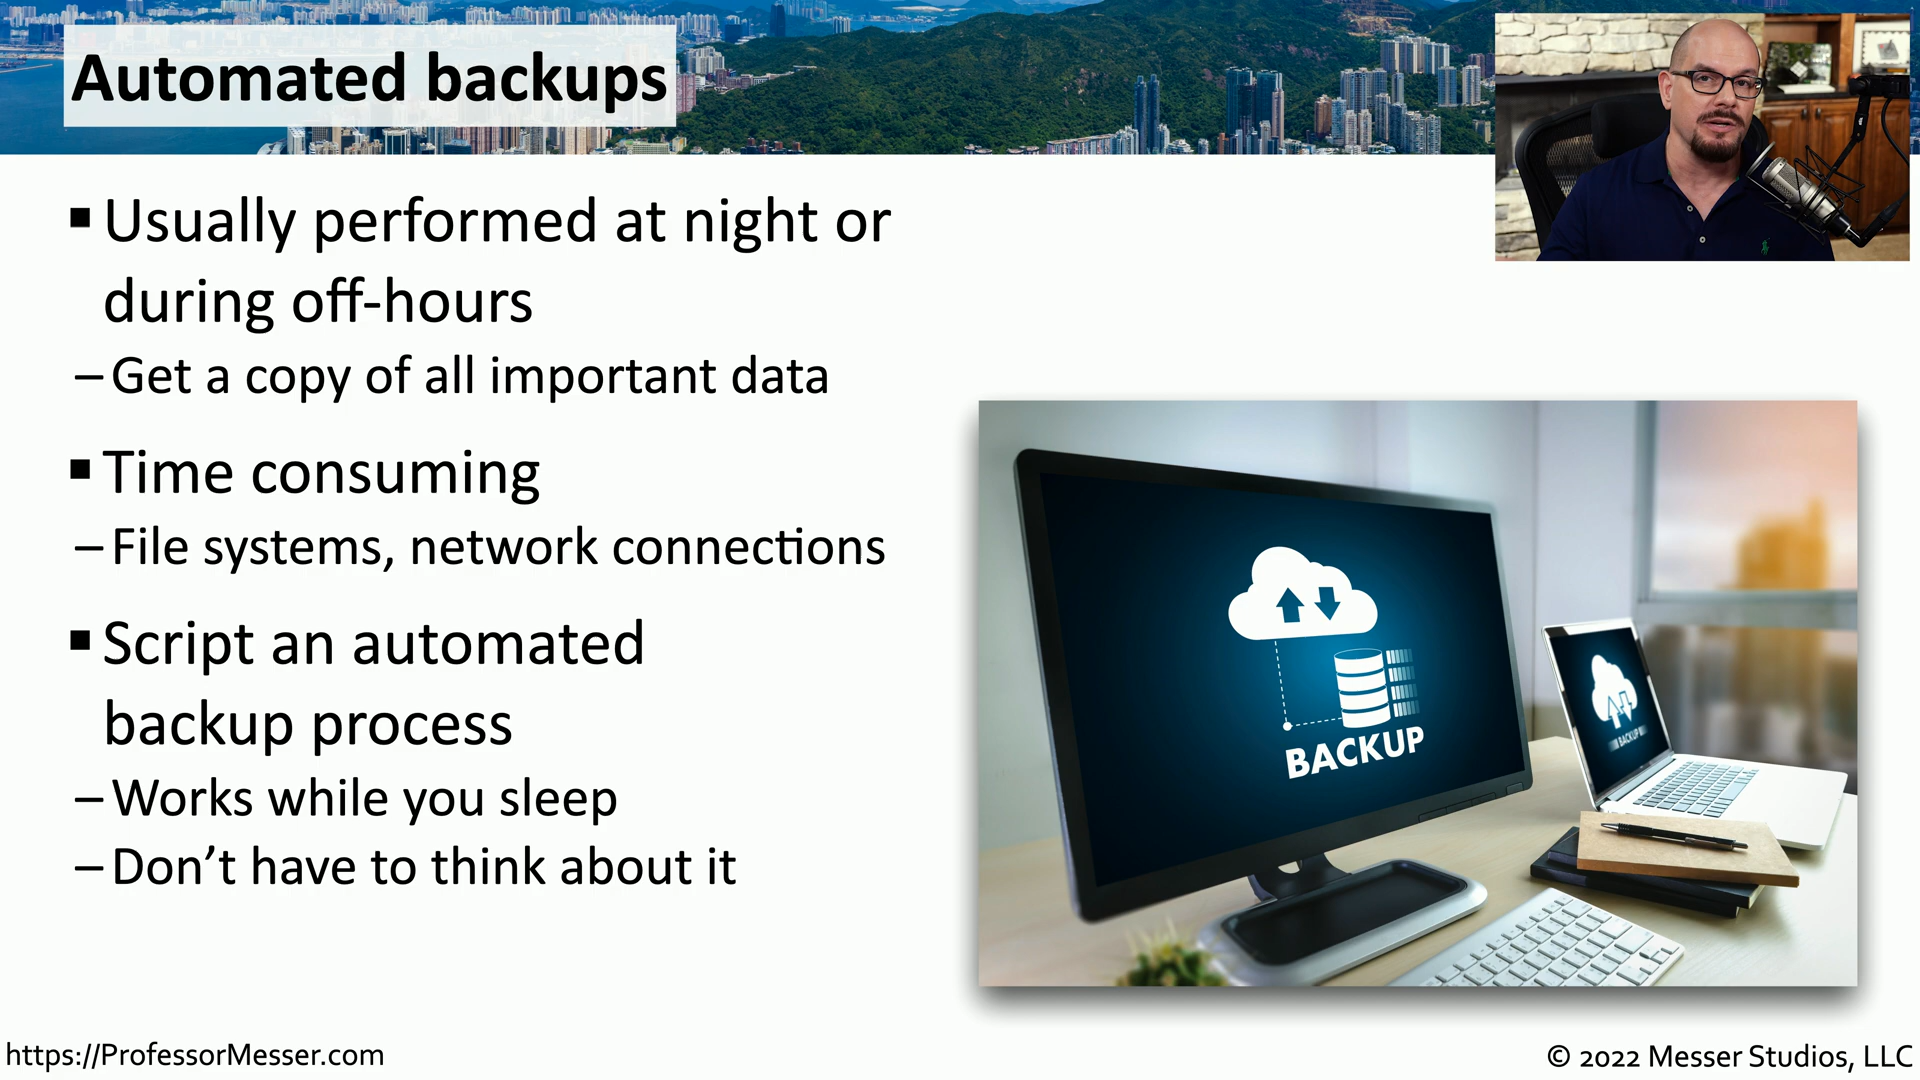 Automated backups
▪ Usually performed at night or
during off-hours
– Get a copy of all important data
▪ Time consuming
– File systems, network connections
▪ Script an automated
backup process
– Works while you sleep
– Don’t have to think about it
BACKUP
BACKUP
https://ProfessorMesser.com
© 2022 Messer Studios, LLC